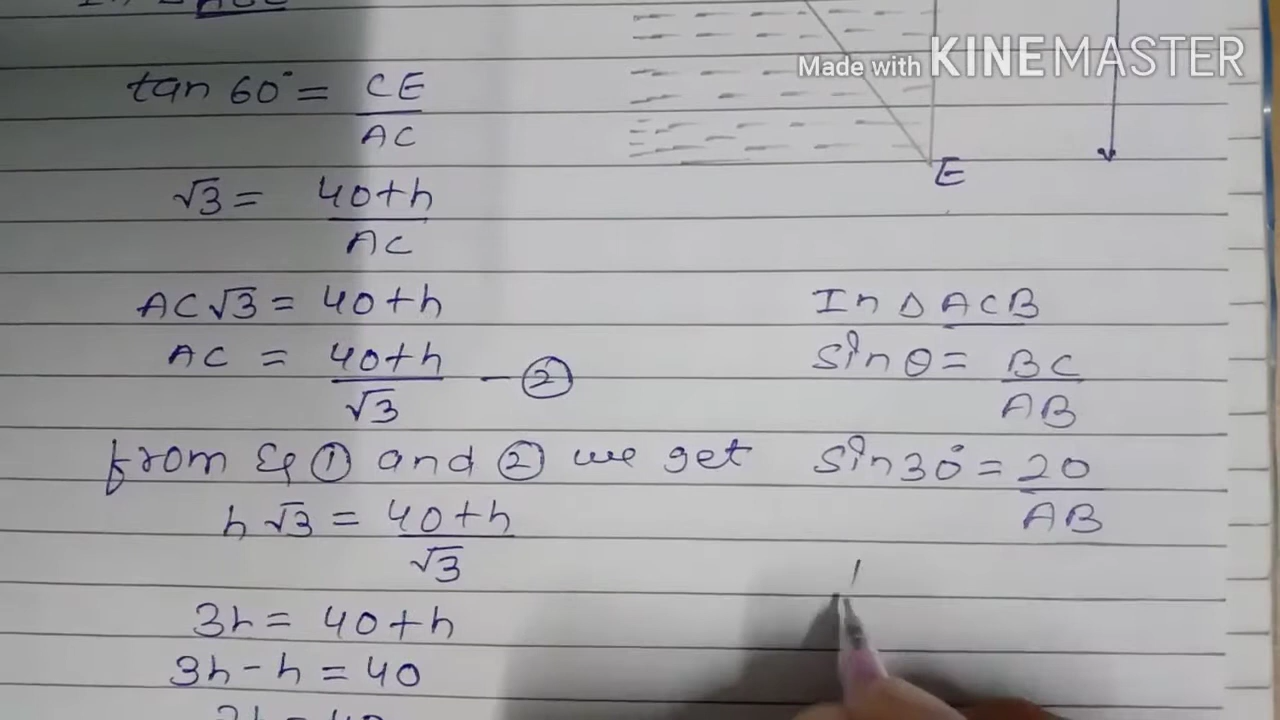 Made with KINEMASTER
tan 60° = CE
AC
√3 = 40+h
AC
AC√3 = 40+h
AC = 40+h — ②
√3
from Eq ① and ② we get
h√3 = 40+h
√3
3h = 40+h
3h - h = 40
E
In △ ACB
Sin θ = BC
AB
Sin 30° = 20
AB